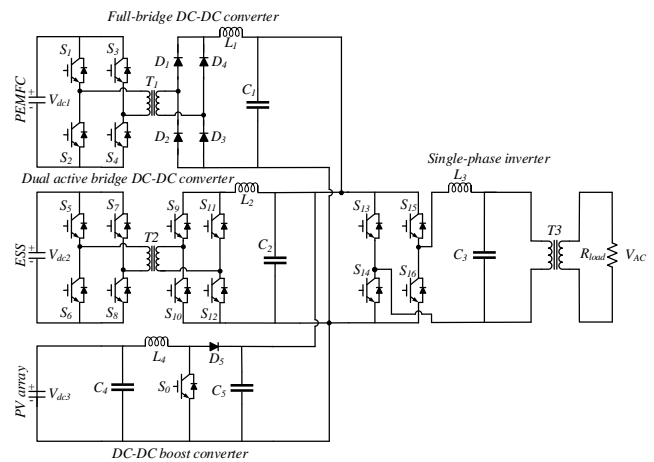 Full-bridge DC-DC converter
S1 S3 D1 D4 L1
PEMFC + - Vdc1 T1 C1
S2 S4 D2 D3
Dual active bridge DC-DC converter
Single-phase inverter
S5 S7 S9 S11 L2 S13 S15 L3
ESS + - Vdc2 T2 C2 C3 T3 Rload VAC
S6 S8 S10 S12 S14 S16
PV array + - Vdc3 C4 L4 S0 D5 C5
DC-DC boost converter